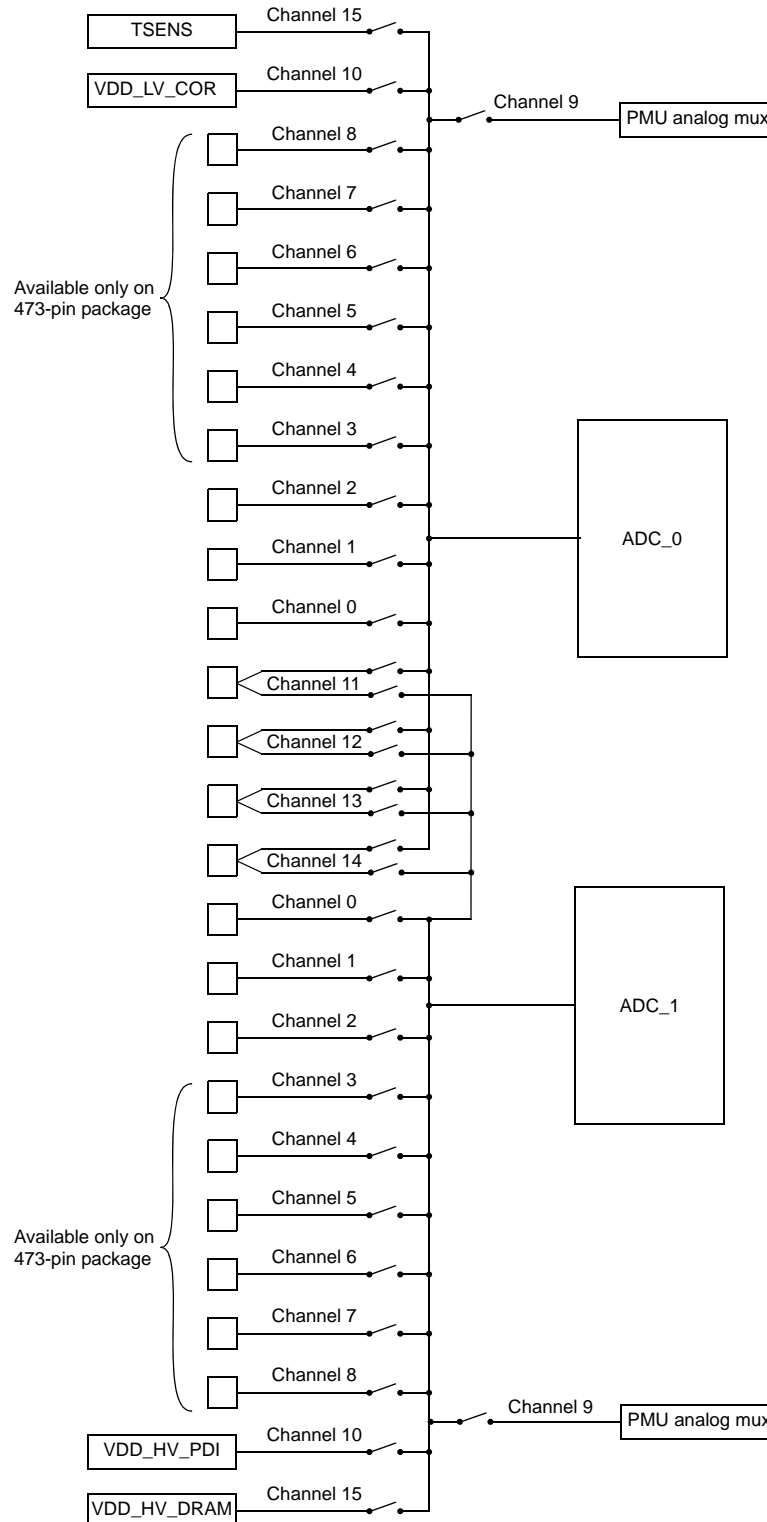 Channel 15
TSENS
Channel 10
VDD_LV_COR
Channel 9
PMU analog mux
Channel 8
Channel 7
Channel 6
Available only on
473-pin package
Channel 5
Channel 4
Channel 3
Channel 2
Channel 1
ADC_0
Channel 0
Channel 11
Channel 12
Channel 13
Channel 14
Channel 0
Channel 1
ADC_1
Channel 2
Channel 3
Channel 4
Channel 5
Available only on
473-pin package
Channel 6
Channel 7
Channel 8
Channel 9
PMU analog mux
Channel 10
VDD_HV_PDI
Channel 15
VDD_HV_DRAM